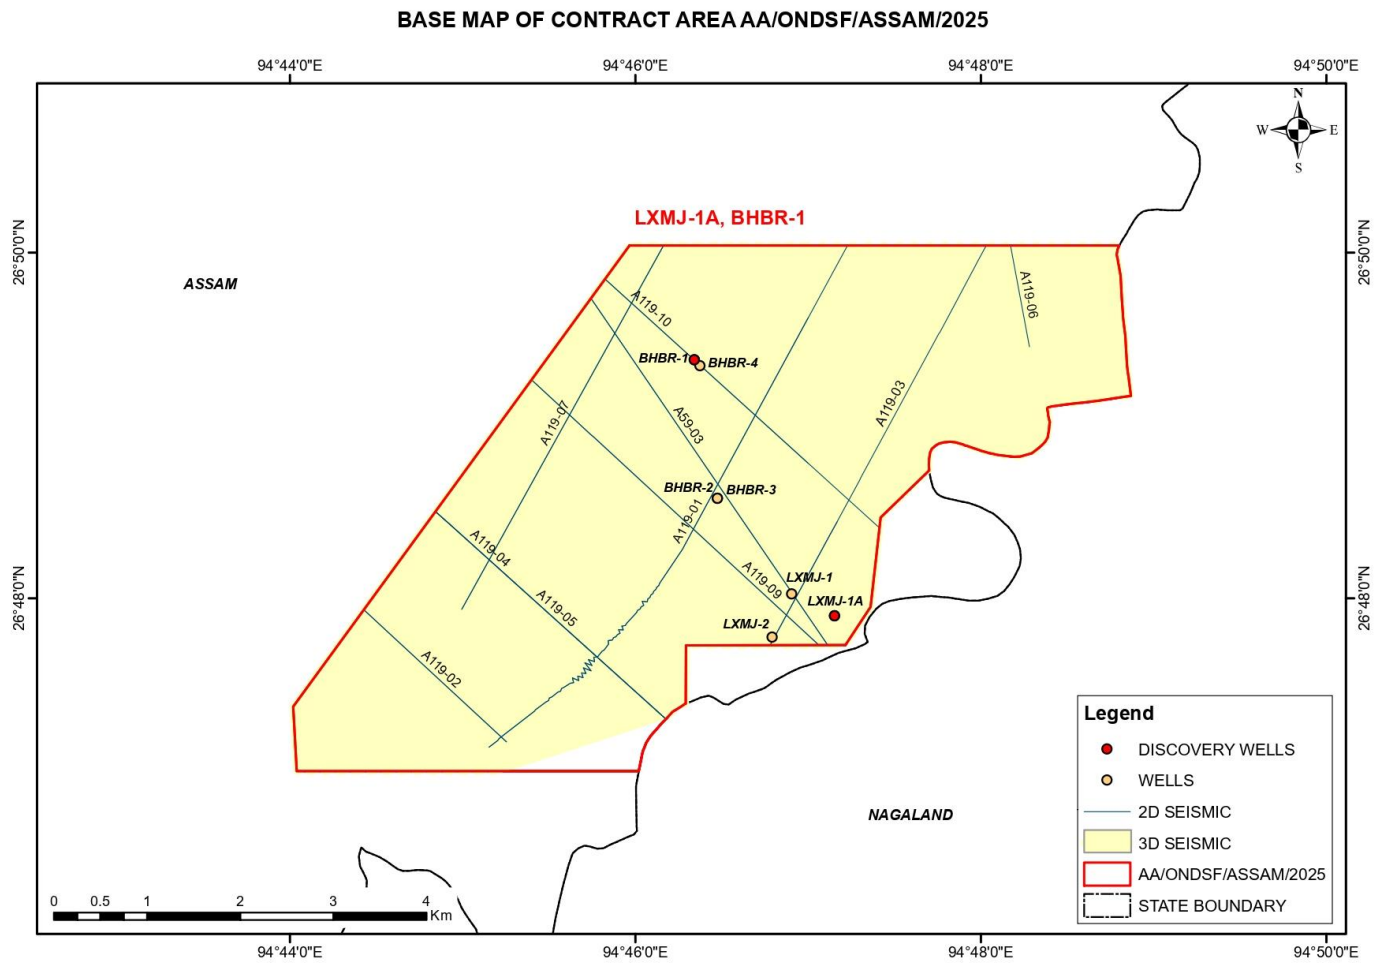 BASE MAP OF CONTRACT AREA AA/ONDSF/ASSAM/2025
94°44'0"E
94°46'0"E
94°48'0"E
94°50'0"E
N
W
E
S
LXMJ-1A, BHBR-1
26°50'0"N
26°50'0"N
ASSAM
A119-06
A119-10
BHBR-1
BHBR-4
A119-03
A119-07
A59-03
BHBR-2
BHBR-3
A119-01
A119-04
A119-09
LXMJ-1
26°48'0"N
26°48'0"N
LXMJ-1A
A119-05
LXMJ-2
A119-02
NAGALAND
Legend
DISCOVERY WELLS
WELLS
2D SEISMIC
3D SEISMIC
AA/ONDSF/ASSAM/2025
STATE BOUNDARY
0 0.5 1 2 3 4
Km
94°44'0"E
94°46'0"E
94°48'0"E
94°50'0"E